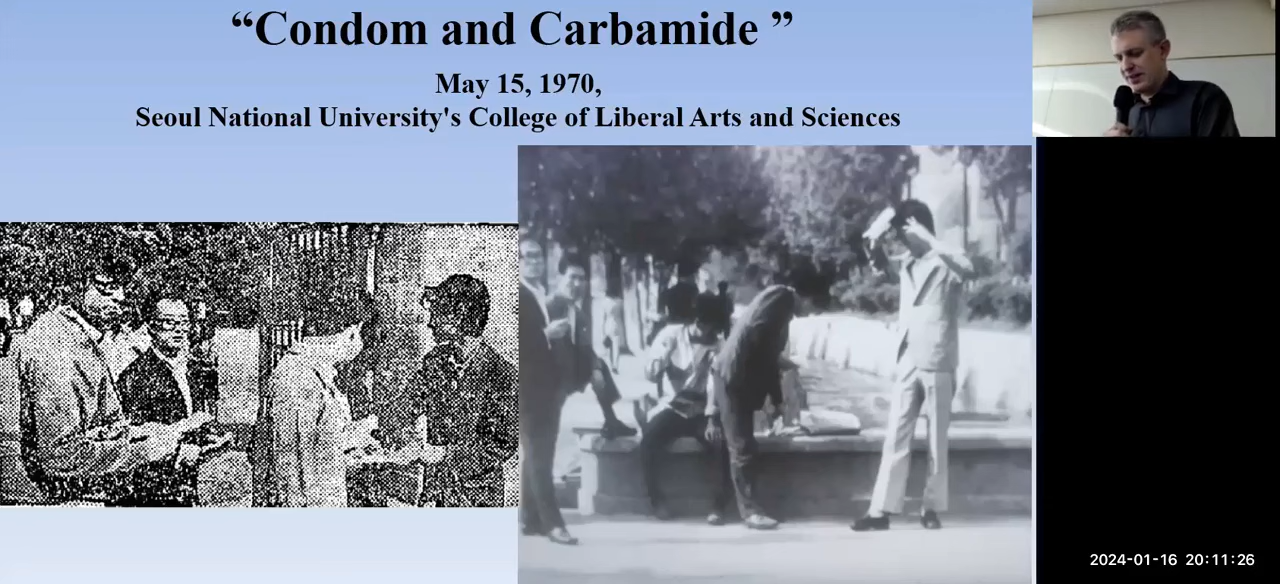 “Condom and Carbamide ”
May 15, 1970,
Seoul National University's College of Liberal Arts and Sciences
2024-01-16 20:11:26